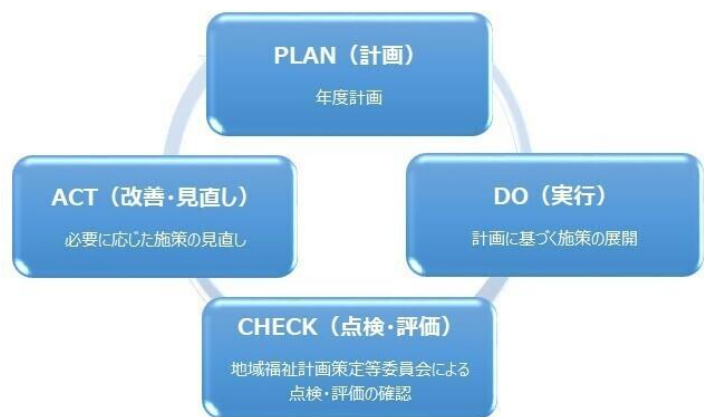 PLAN（計画）
年度計画
DO（実行）
計画に基づく施策の展開
CHECK（点検・評価）
地域福祉計画策定等委員会による
点検・評価の確認
ACT（改善・見直し）
必要に応じた施策の見直し